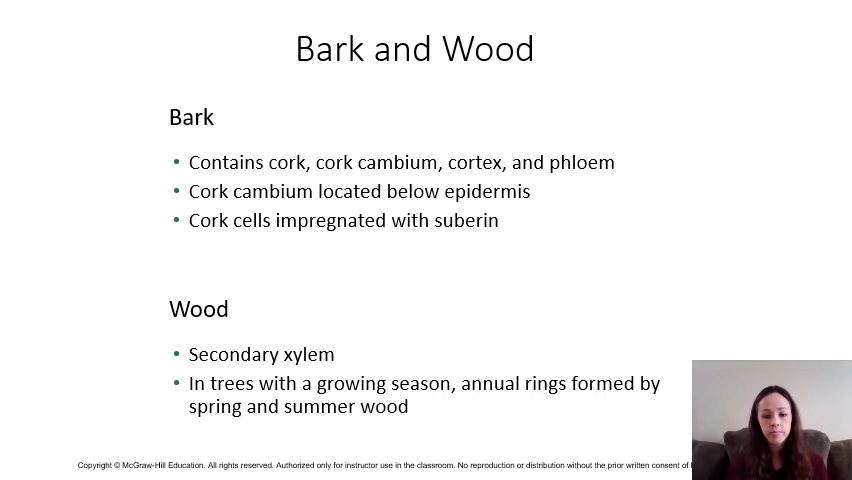 Bark and Wood
Bark
• Contains cork, cork cambium, cortex, and phloem
• Cork cambium located below epidermis
• Cork cells impregnated with suberin
Wood
• Secondary xylem
• In trees with a growing season, annual rings formed by
spring and summer wood
Copyright © McGraw-Hill Education. All rights reserved. Authorized only for instructor use in the classroom. No reproduction or distribution without the prior written consent of